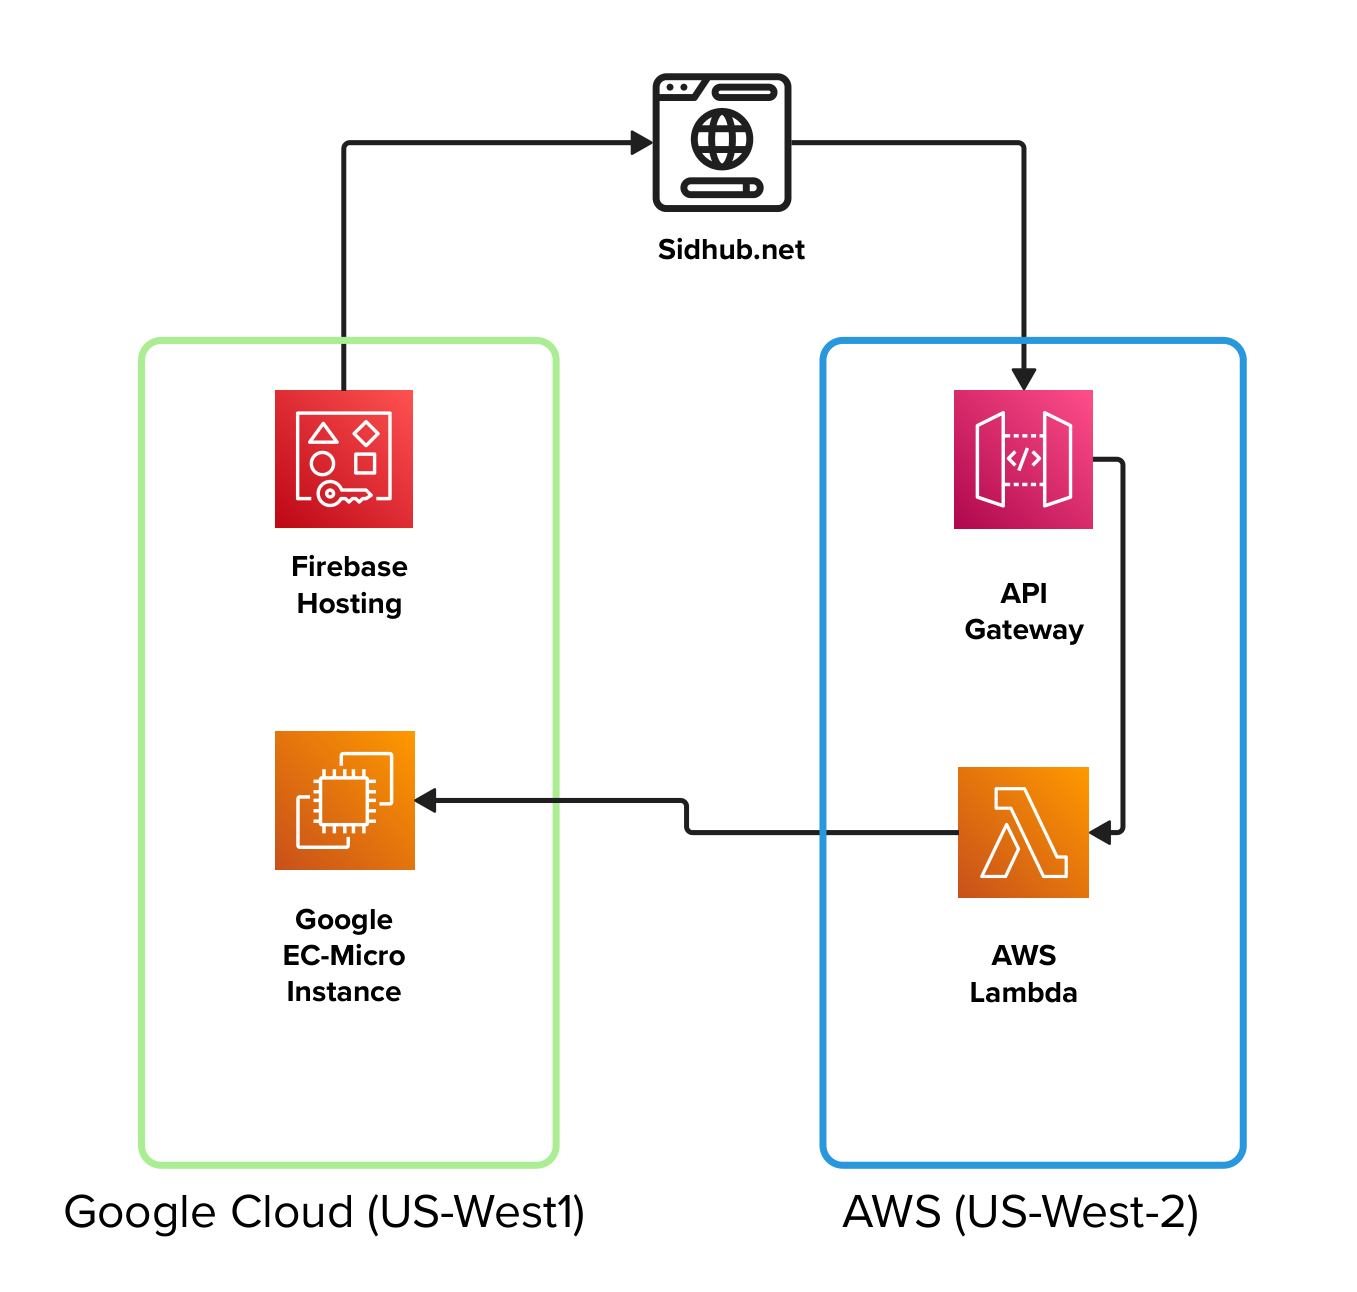 Sidhub.net
Firebase
Hosting
API
Gateway
</>
Google
EC-Micro
Instance
AWS
Lambda
Google Cloud (US-West1)
AWS (US-West-2)